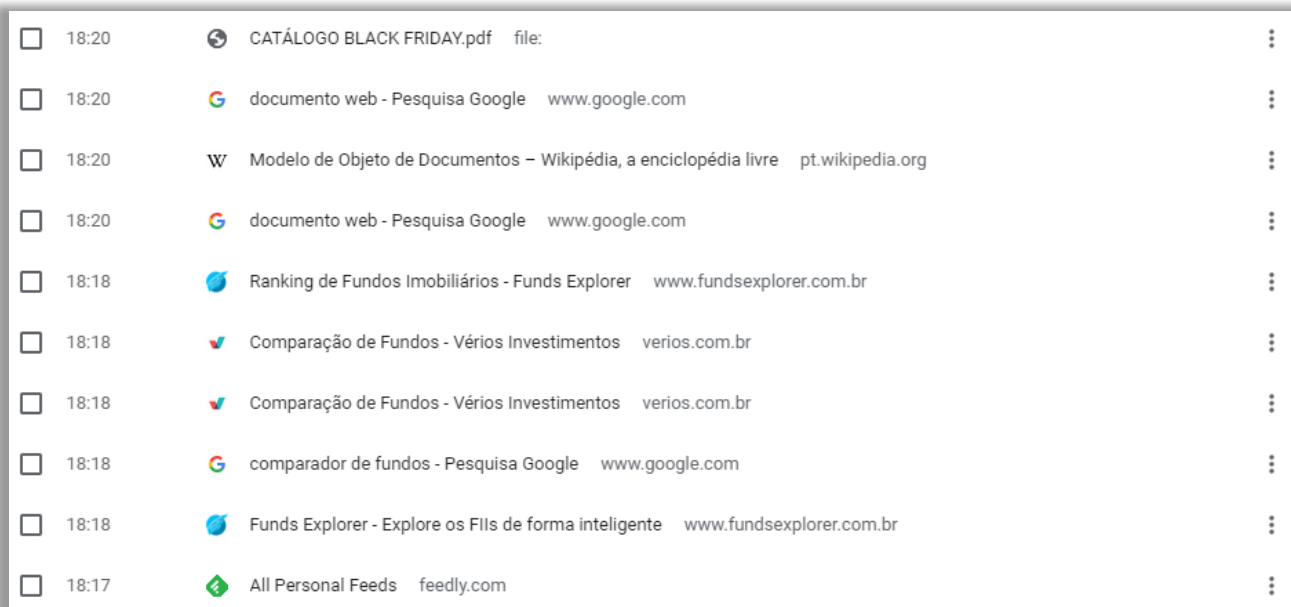 18:20 CATÁLOGO BLACK FRIDAY.pdf file:
18:20 documento web - Pesquisa Google www.google.com
18:20 Modelo de Objeto de Documentos – Wikipédia, a enciclopédia livre pt.wikipedia.org
18:20 documento web - Pesquisa Google www.google.com
18:18 Ranking de Fundos Imobiliários - Funds Explorer www.fundsexplorer.com.br
18:18 Comparação de Fundos - Vérios Investimentos verios.com.br
18:18 Comparação de Fundos - Vérios Investimentos verios.com.br
18:18 comparador de fundos - Pesquisa Google www.google.com
18:18 Funds Explorer - Explore os FIIs de forma inteligente www.fundsexplorer.com.br
18:17 All Personal Feeds feedly.com